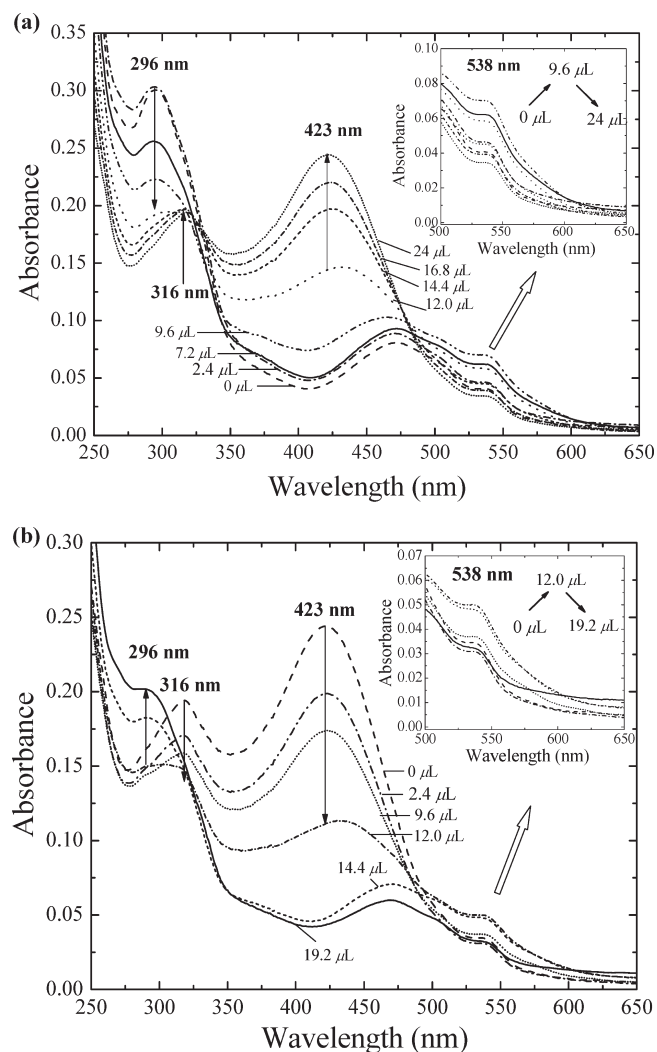 (a)
0.35
0.30
0.25
0.20
0.15
0.10
0.05
0.00
Absorbance
296 nm
423 nm
316 nm
24 μL
16.8 μL
14.4 μL
12.0 μL
9.6 μL
7.2 μL
2.4 μL
0 μL
250 300 350 400 450 500 550 600 650
Wavelength (nm)
0.10
0.08
0.06
0.04
0.02
0.00
Absorbance
538 nm
9.6 μL
0 μL
24 μL
500 550 600 650
Wavelength (nm)
(b)
0.30
0.25
0.20
0.15
0.10
0.05
0.00
Absorbance
296 nm
316 nm
423 nm
0 μL
2.4 μL
9.6 μL
12.0 μL
14.4 μL
19.2 μL
250 300 350 400 450 500 550 600 650
Wavelength (nm)
0.07
0.06
0.05
0.04
0.03
0.02
0.01
0.00
Absorbance
538 nm
12.0 μL
0 μL
19.2 μL
500 550 600 650
Wavelength (nm)